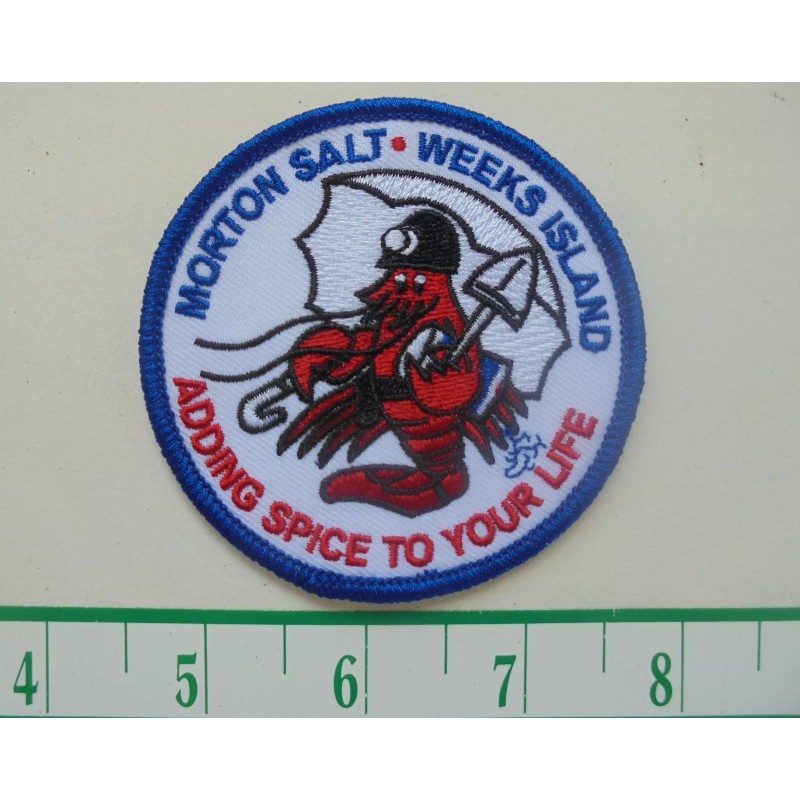 MORTON SALT • WEEKS ISLAND
ADDING SPICE TO YOUR LIFE
4 5 6 7 8